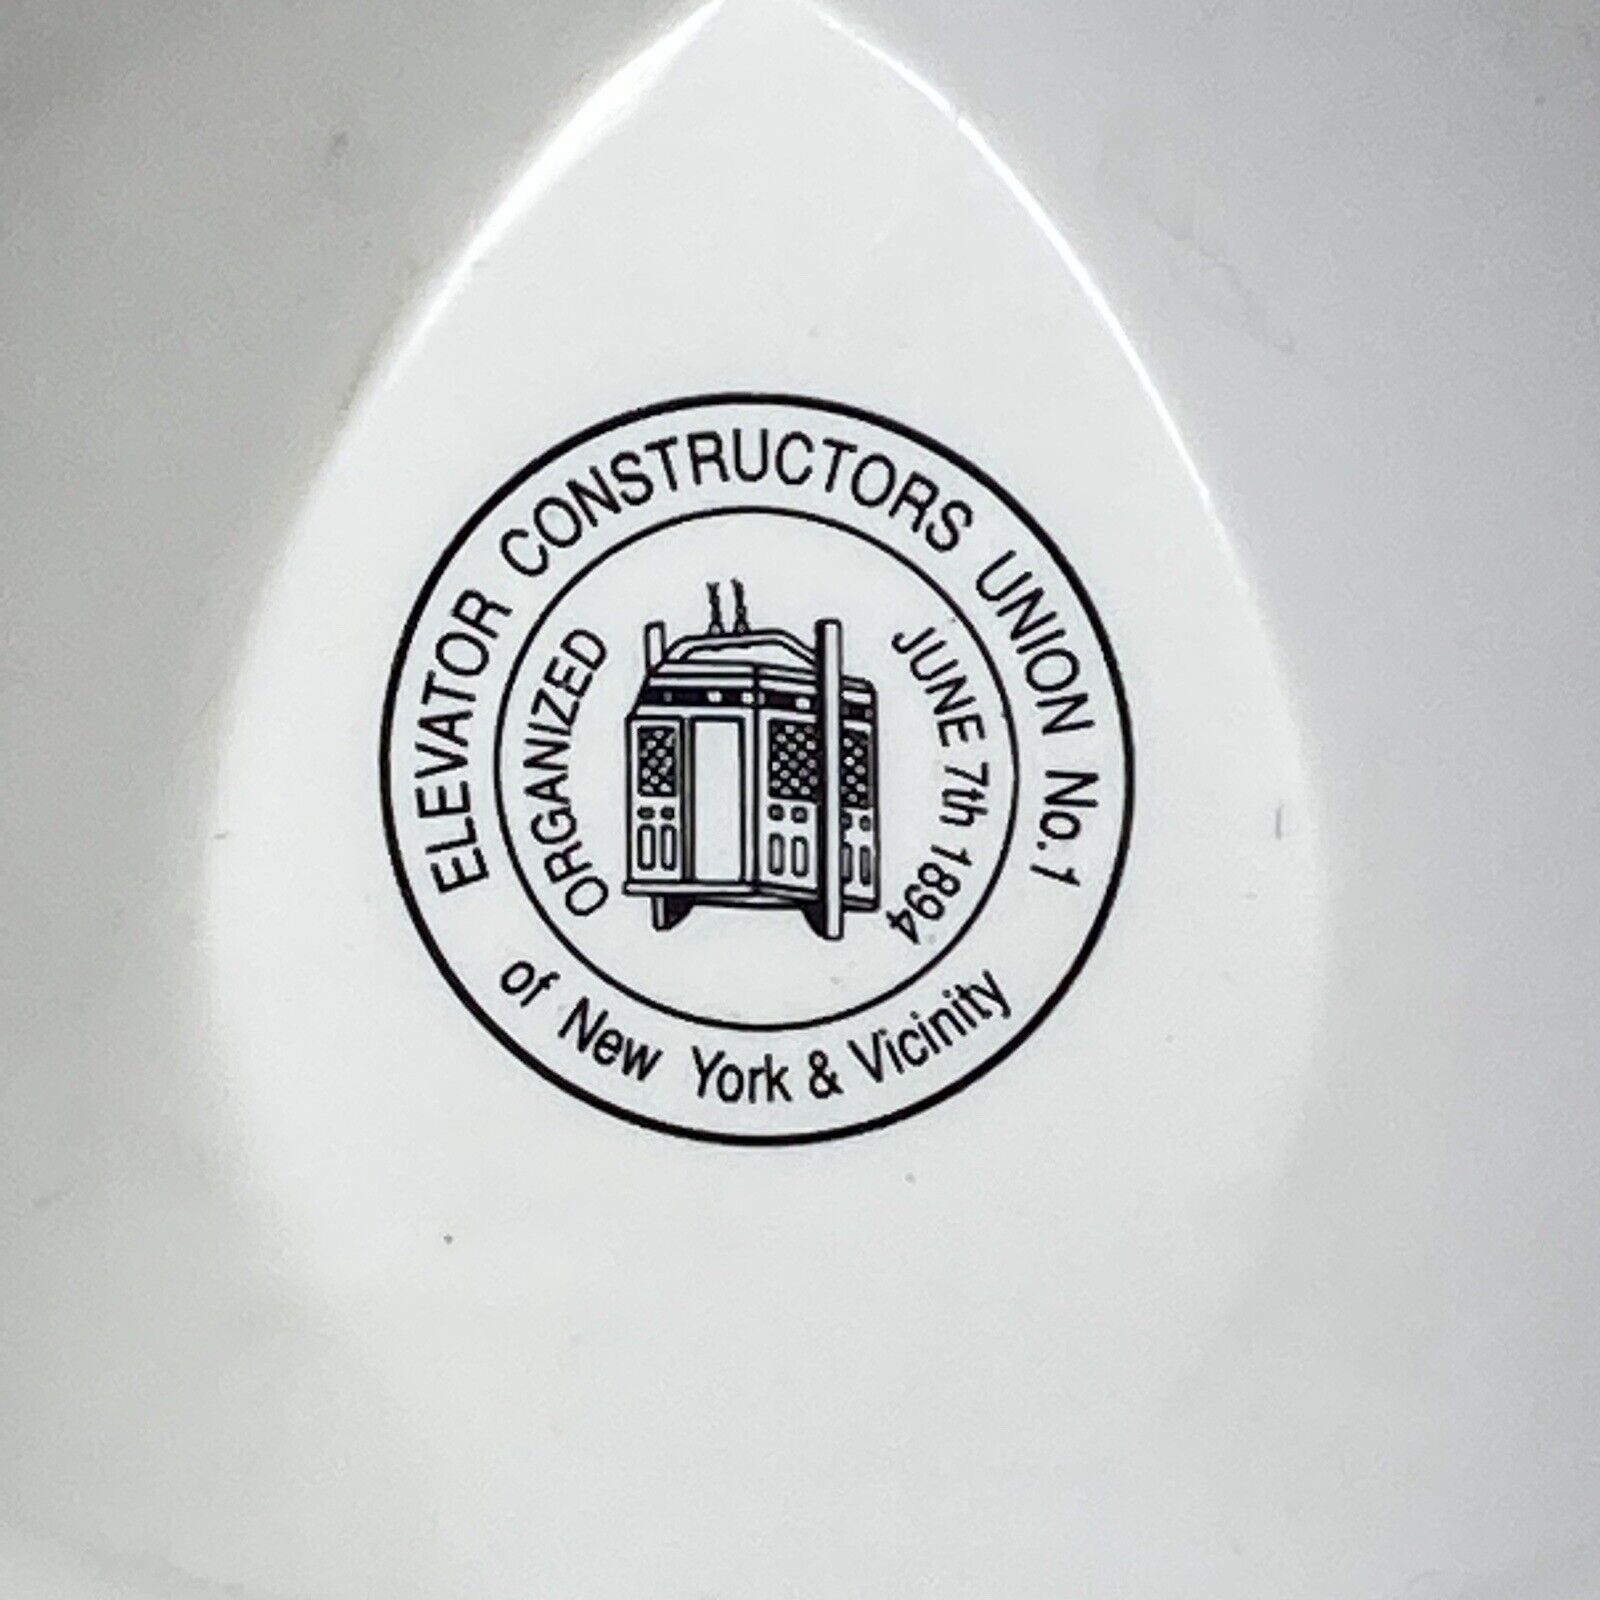 ELEVATOR CONSTRUCTORS UNION No.1
of New York & Vicinity
ORGANIZED
JUNE 7th 1894